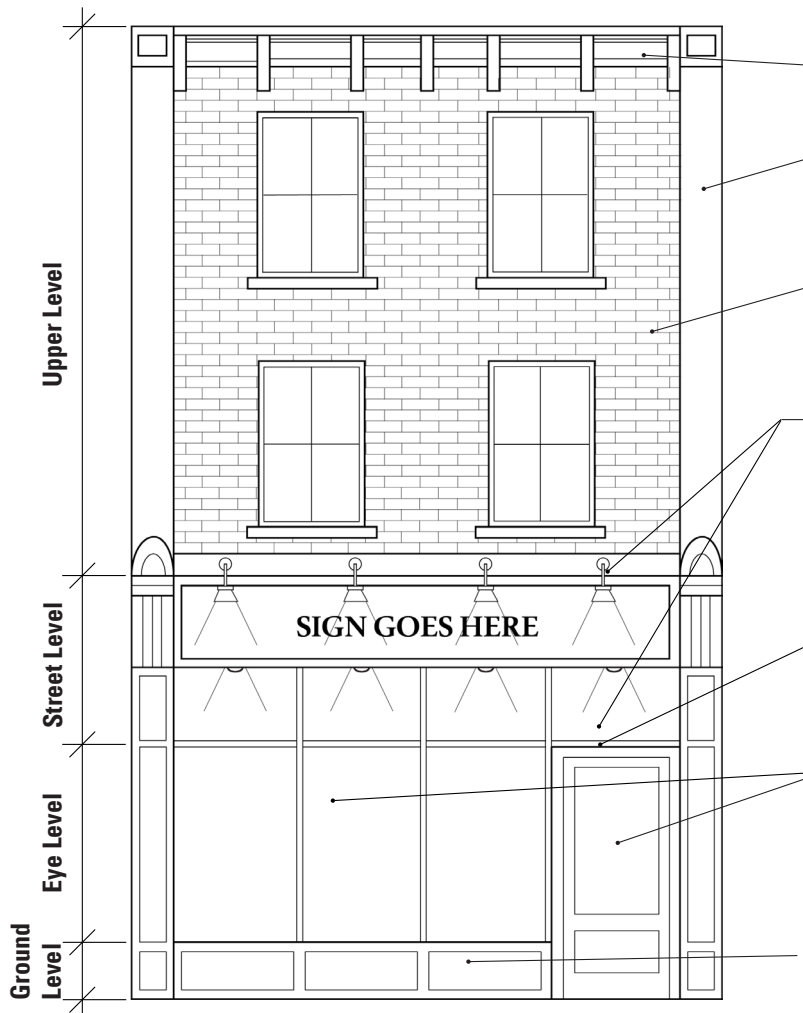 Upper Level
SIGN GOES HERE
Street Level
Eye Level
Ground
Level